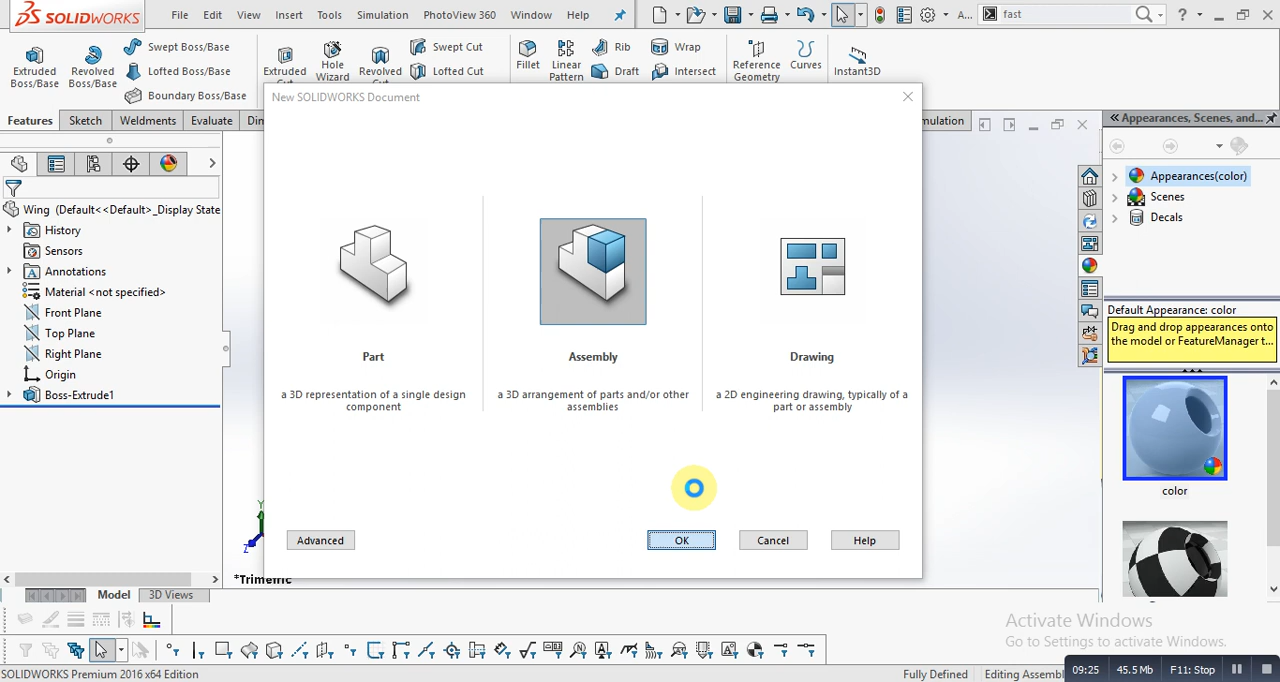 SOLIDWORKS
File Edit View Insert Tools Simulation PhotoView 360 Window Help
A...
fast
Extruded Boss/Base
Revolved Boss/Base
Swept Boss/Base
Lofted Boss/Base
Boundary Boss/Base
Extruded
Hole Wizard
Revolved
Swept Cut
Lofted Cut
Fillet
Linear Pattern
Rib
Draft
Wrap
Intersect
Reference Geometry
Curves
Instant3D
New SOLIDWORKS Document
Features Sketch Weldments Evaluate Din
mulation
Appearances, Scenes, and...
Wing (Default<<Default>_Display State
History
Sensors
Annotations
Material <not specified>
Front Plane
Top Plane
Right Plane
Origin
Boss-Extrude1
Part
a 3D representation of a single design
component
Assembly
a 3D arrangement of parts and/or other
assemblies
Drawing
a 2D engineering drawing, typically of a
part or assembly
Advanced
OK
Cancel
Help
Y
Z
*Trimetric
Appearances(color)
Scenes
Decals
Default Appearance: color
Drag and drop appearances onto
the model or FeatureManager t...
color
Model 3D Views
Activate Windows
Go to Settings to activate Windows.
SOLIDWORKS Premium 2016 x64 Edition
Fully Defined
Editing Assembl
09:25 45.5 Mb F11: Stop